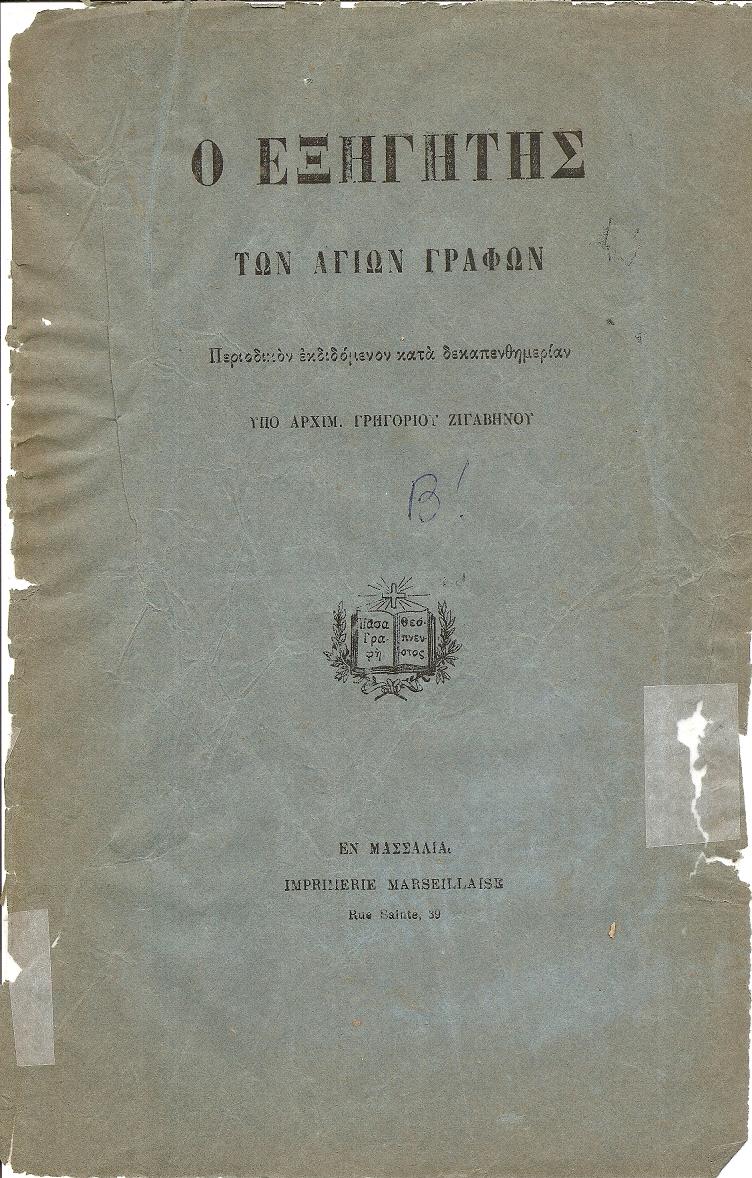 Ο ΕΞΗΓΗΤΗΣ
ΤΩΝ ΑΓΙΩΝ ΓΡΑΦΩΝ
Περιοδικὸν ἐκδιδόμενον κατὰ δεκαπενθημερίαν
ΥΠΟ ΑΡΧΙΜ. ΓΡΗΓΟΡΙΟΥ ΖΙΓΑΒΗΝΟΥ
Β'
Πᾶσα
Γρα-
φὴ
Θεό-
πνευ-
στος
ΕΝ ΜΑΣΣΑΛΙΑι
IMPRIMERIE MARSEILLAISE
Rue Sainte, 39